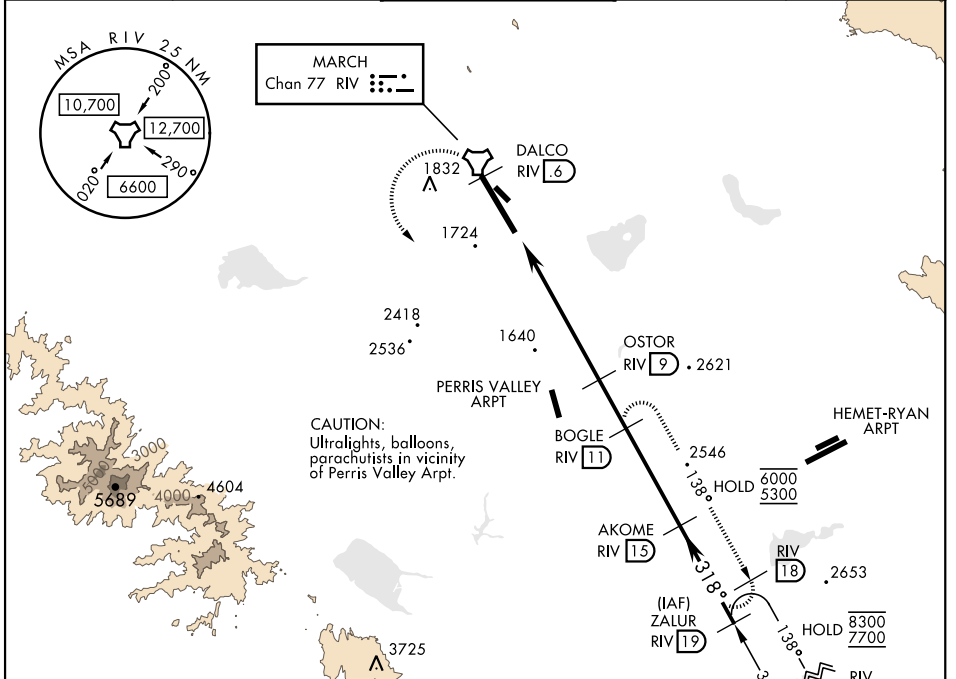 MSA RIV 25 NM
200°
10,700
12,700
020°
290°
6600
MARCH
Chan 77 RIV
DALCO
RIV .6
1832
1724
2418
2536
1640
OSTOR
RIV 9
2621
PERRIS VALLEY
ARPT
HEMET-RYAN
ARPT
CAUTION:
Ultralights, balloons,
parachutists in vicinity
of Perris Valley Arpt.
BOGLE
RIV 11
2546
138°
HOLD 6000
5300
3000
5000
4000
4604
5689
AKOME
RIV 15
318°
RIV
18
2653
(IAF)
ZALUR
RIV 19
138°
HOLD 8300
7700
3725
3
RIV